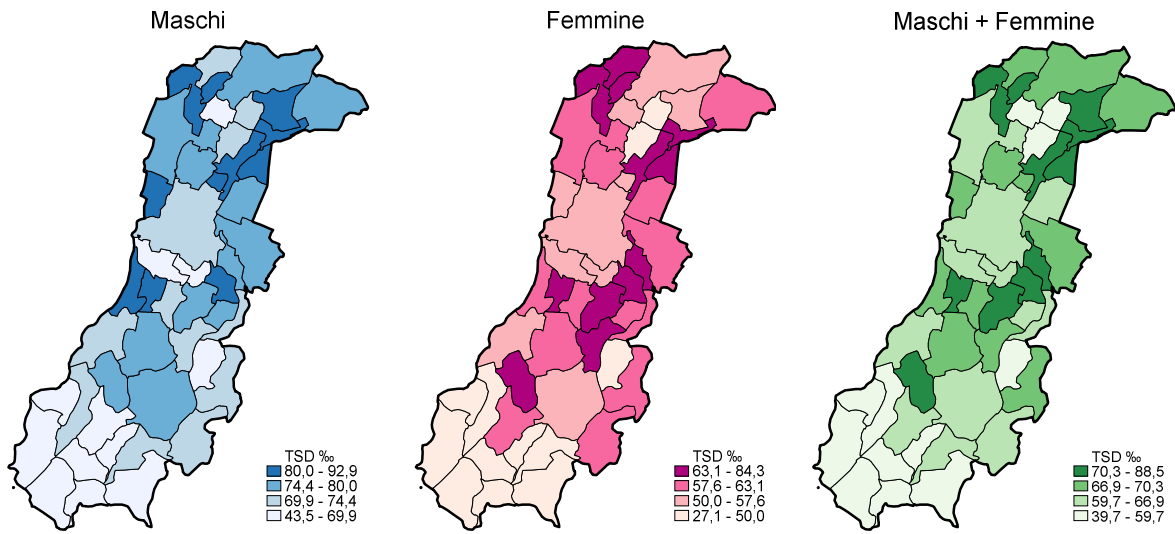 Maschi
Femmine
Maschi + Femmine
TSD ‰
80,0 - 92,9
74,4 - 80,0
69,9 - 74,4
43,5 - 69,9
TSD ‰
63,1 - 84,3
57,6 - 63,1
50,0 - 57,6
27,1 - 50,0
TSD ‰
70,3 - 88,5
66,9 - 70,3
59,7 - 66,9
39,7 - 59,7